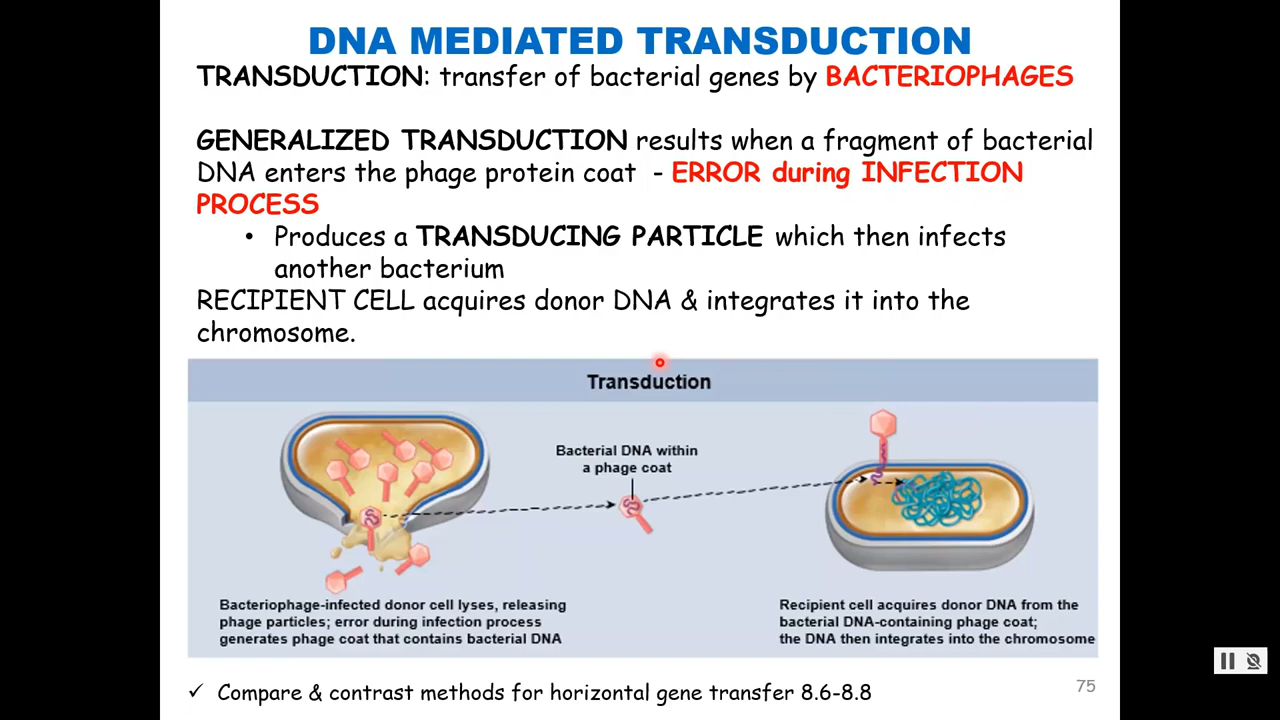 DNA MEDIATED TRANSDUCTION
TRANSDUCTION: transfer of bacterial genes by BACTERIOPHAGES
GENERALIZED TRANSDUCTION results when a fragment of bacterial
DNA enters the phage protein coat - ERROR during INFECTION
PROCESS
• Produces a TRANSDUCING PARTICLE which then infects
another bacterium
RECIPIENT CELL acquires donor DNA & integrates it into the
chromosome.
Transduction
Bacterial DNA within
a phage coat
Bacteriophage-infected donor cell lyses, releasing
phage particles; error during infection process
generates phage coat that contains bacterial DNA
Recipient cell acquires donor DNA from the
bacterial DNA-containing phage coat;
the DNA then integrates into the chromosome
✓ Compare & contrast methods for horizontal gene transfer 8.6-8.8
75